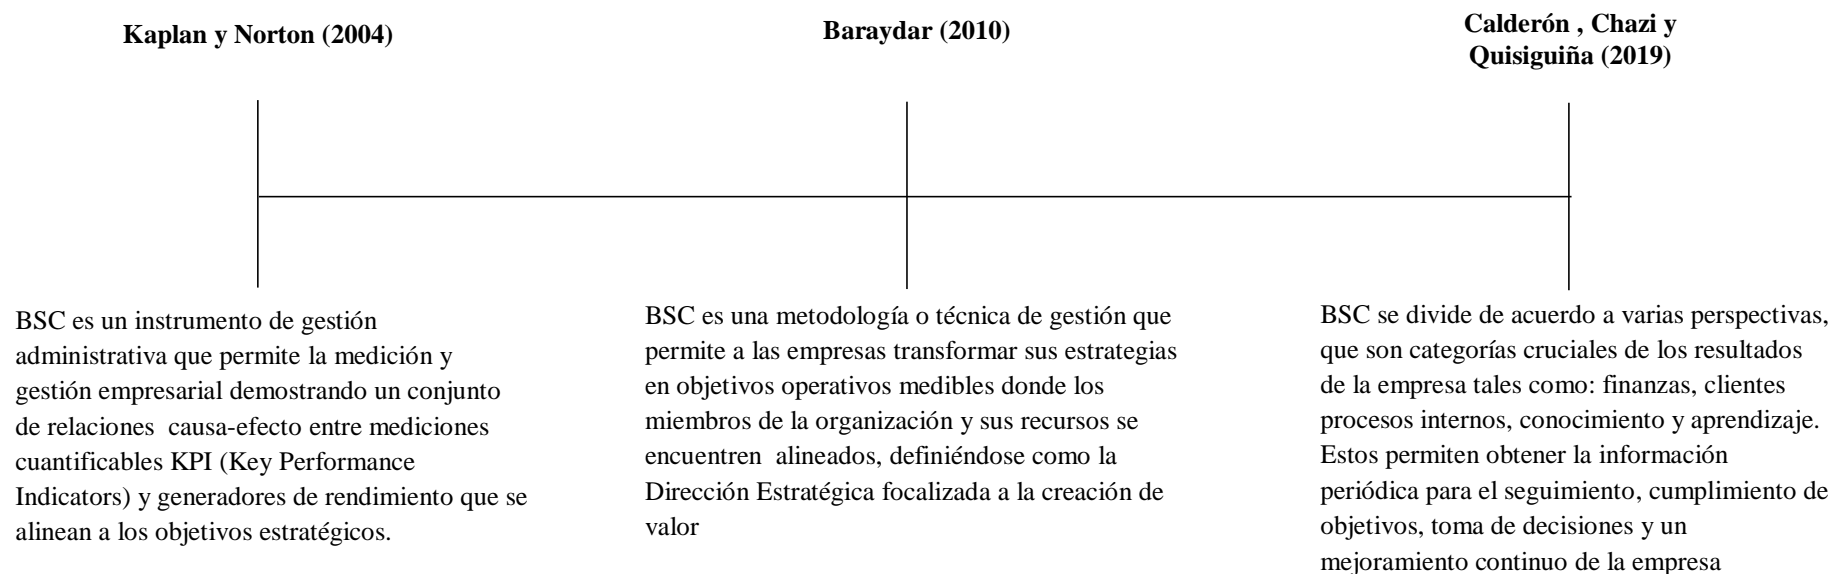 Kaplan y Norton (2004)
Baraydar (2010)
Calderón , Chazi y
Quisiguiña (2019)
BSC es un instrumento de gestión
administrativa que permite la medición y
gestión empresarial demostrando un conjunto
de relaciones causa-efecto entre mediciones
cuantificables KPI (Key Performance
Indicators) y generadores de rendimiento que se
alinean a los objetivos estratégicos.
BSC es una metodología o técnica de gestión que
permite a las empresas transformar sus estrategias
en objetivos operativos medibles donde los
miembros de la organización y sus recursos se
encuentren alineados, definiéndose como la
Dirección Estratégica focalizada a la creación de
valor
BSC se divide de acuerdo a varias perspectivas,
que son categorías cruciales de los resultados
de la empresa tales como: finanzas, clientes
procesos internos, conocimiento y aprendizaje.
Estos permiten obtener la información
periódica para el seguimiento, cumplimiento de
objetivos, toma de decisiones y un
mejoramiento continuo de la empresa